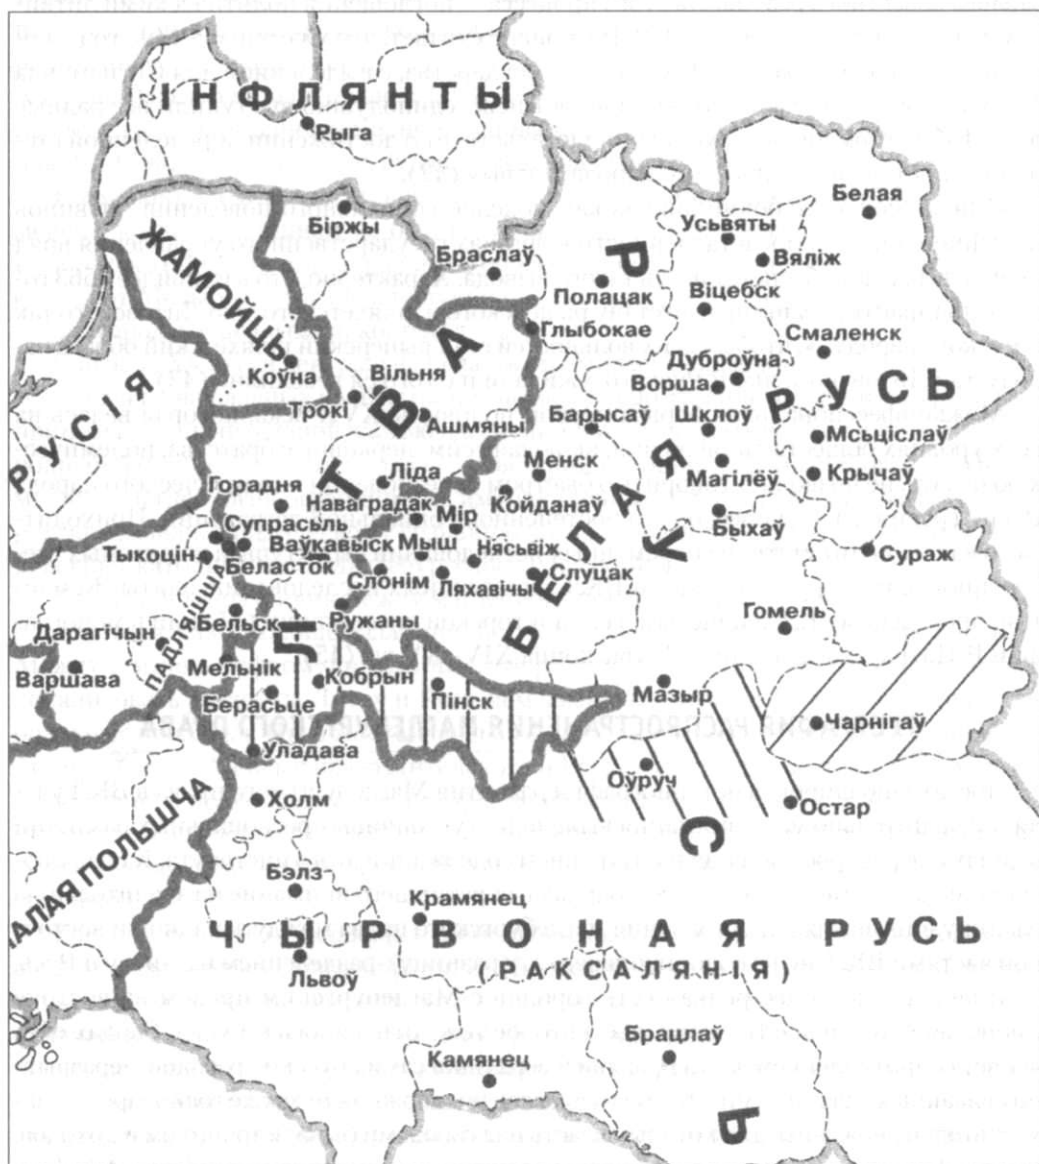 ІНФЛЯНТЫ
Рыга
Біржы
ЖАМОЙЦЬ
Браслаў
Белая
Усьвяты
Вяліж
Полацак
Віцебск
Глыбокае
Смаленск
Дуброўна
Коўна
Вільня
Ворша
Трокі
Ашмяны
Барысаў
Шклоў
РУСЬ
Мсьціслаў
ПРУСІЯ
Ліда
Менск
Магілёў
Крычаў
Горадня
Наваградак
Мір
Койданаў
Быхаў
Супрасьль
Тыкоцін
Ваўкавыск
Мыш
Нясьвіж
Сураж
Беласток
Слонім
Ляхавічы
Слуцак
ЛІТВА
БЕЛАЯ
РУСЬ
Гомель
Бельск
Ружаны
Дарагічын
ПАДЛЯШША
Варшава
Мельнік
Кобрын
Пінск
Мазыр
Берасьце
Чарнігаў
Уладава
Оўруч
Остар
МАЛАЯ ПОЛЬШЧА
Холм
Бэлз
Крамянец
ЧЫРВОНАЯ РУСЬ
(РАКСАЛЯНІЯ)
Львоў
Брацлаў
Камянец